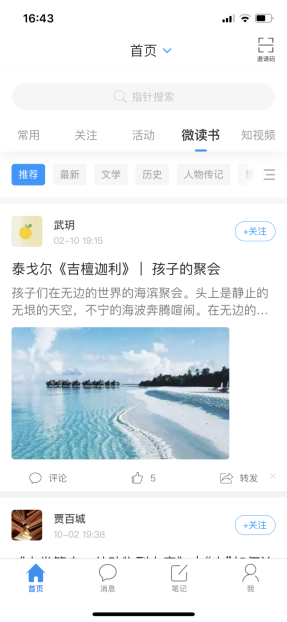 16:43
首页
邀请码
指针搜索
常用 关注 活动 微读书 知视频
推荐 最新 文学 历史 人物传记
武玥
02-10 19:15
+关注
泰戈尔《吉檀迦利》｜ 孩子的聚会
孩子们在无边的世界的海滨聚会。头上是静止的
无垠的天空，不宁的海波奔腾喧闹。在无边的...
评论 5 转发
贾百城
10-02 19:38
+关注
首页 消息 笔记 我